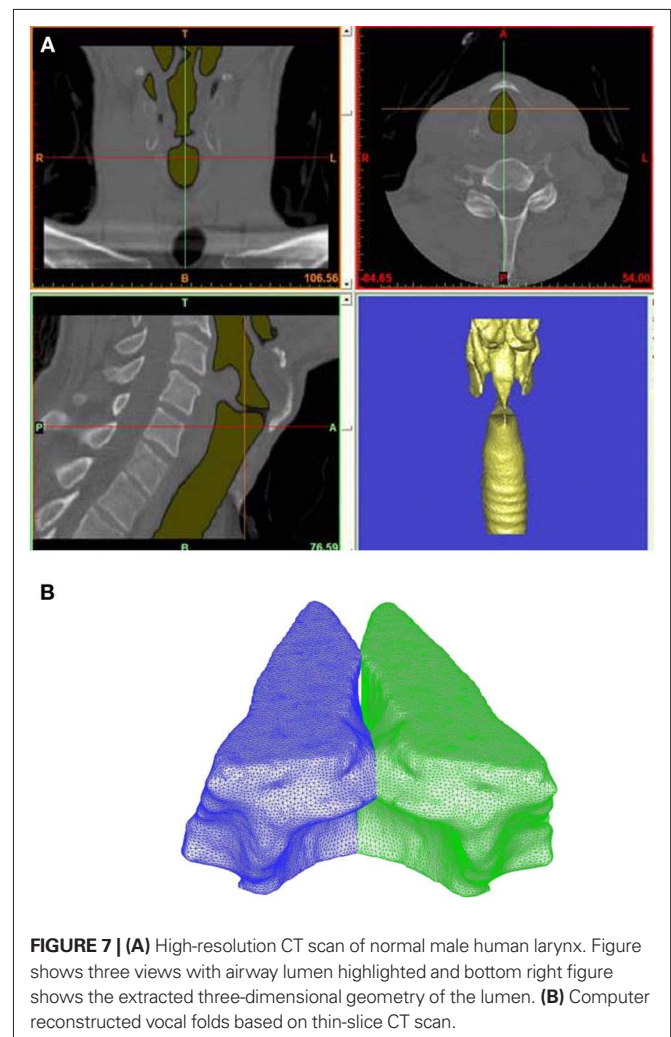 A
T
R
L
B
106.56
A
R
L
-84.65
P
54.00
T
P
A
B
76.59
B
FIGURE 7 | (A) High-resolution CT scan of normal male human larynx. Figure
shows three views with airway lumen highlighted and bottom right figure
shows the extracted three-dimensional geometry of the lumen. (B) Computer
reconstructed vocal folds based on thin-slice CT scan.